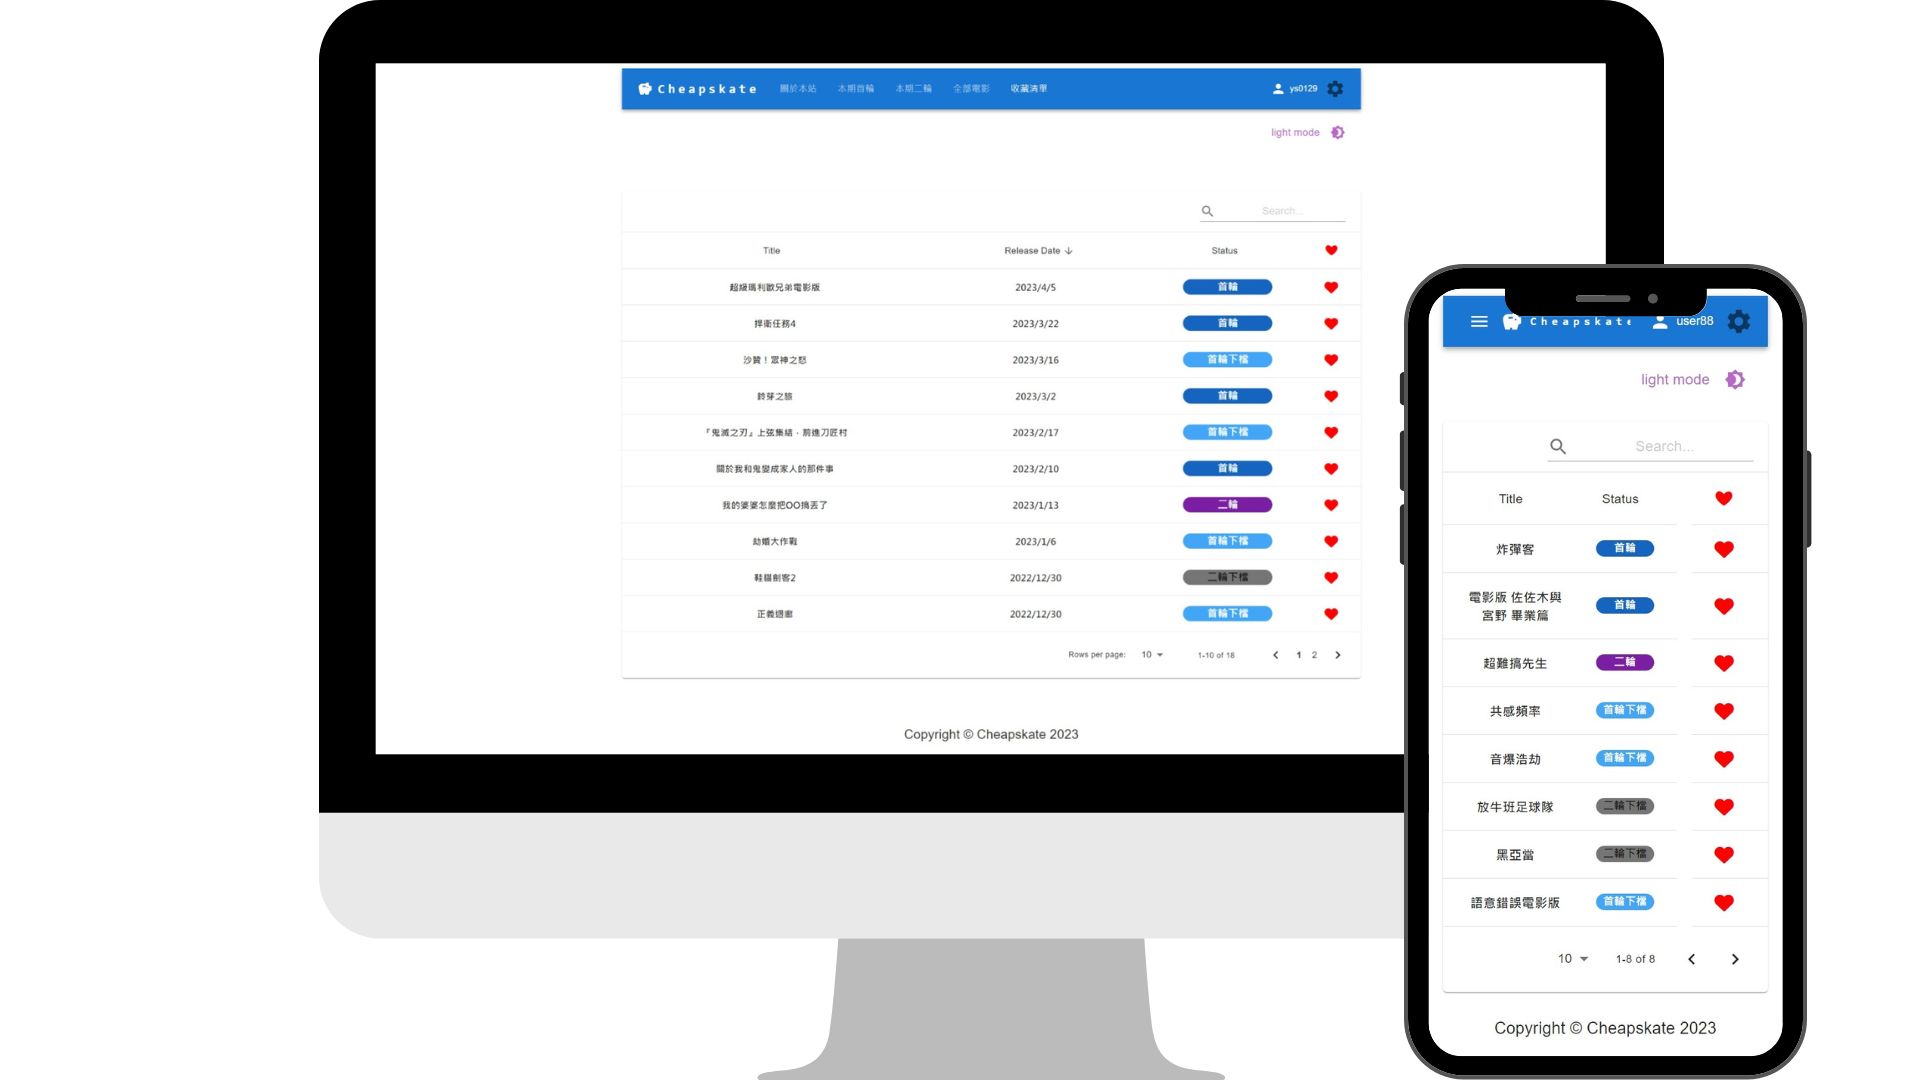 Cheapskate 關於本站 本期首輪 本期二輪 全部電影 收藏清單 ys0129
light mode
Search...
Title Release Date Status
超級瑪利歐兄弟電影版 2023/4/5 首輪
捍衛任務4 2023/3/22 首輪
沙贊！眾神之怒 2023/3/16 首輪下檔
鈴芽之旅 2023/3/2 首輪
『鬼滅之刃』上弦集結，前進刀匠村 2023/2/17 首輪下檔
關於我和鬼變成家人的那件事 2023/2/10 首輪
我的婆婆怎麼把OO搞丟了 2023/1/13 二輪
劫婚大作戰 2023/1/6 首輪下檔
鞋貓劍客2 2022/12/30 二輪下檔
正義迴廊 2022/12/30 首輪下檔
Rows per page: 10 1-10 of 18 1 2
Copyright © Cheapskate 2023
Cheapskate user88
light mode
Search...
Title Status
炸彈客 首輪
電影版 佐佐木與
宮野 畢業篇 首輪
超難搞先生 二輪
共感頻率 首輪下檔
音爆浩劫 首輪下檔
放牛班足球隊 二輪下檔
黑亞當 二輪下檔
語意錯誤電影版 首輪下檔
10 1-8 of 8
Copyright © Cheapskate 2023